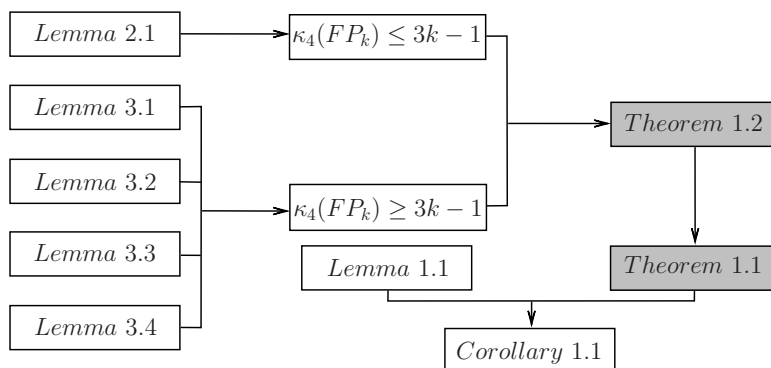 Lemma 2.1
κ₄(FPₖ) ≤ 3k − 1
Lemma 3.1
Theorem 1.2
Lemma 3.2
κ₄(FPₖ) ≥ 3k − 1
Lemma 3.3
Lemma 1.1
Theorem 1.1
Lemma 3.4
Corollary 1.1